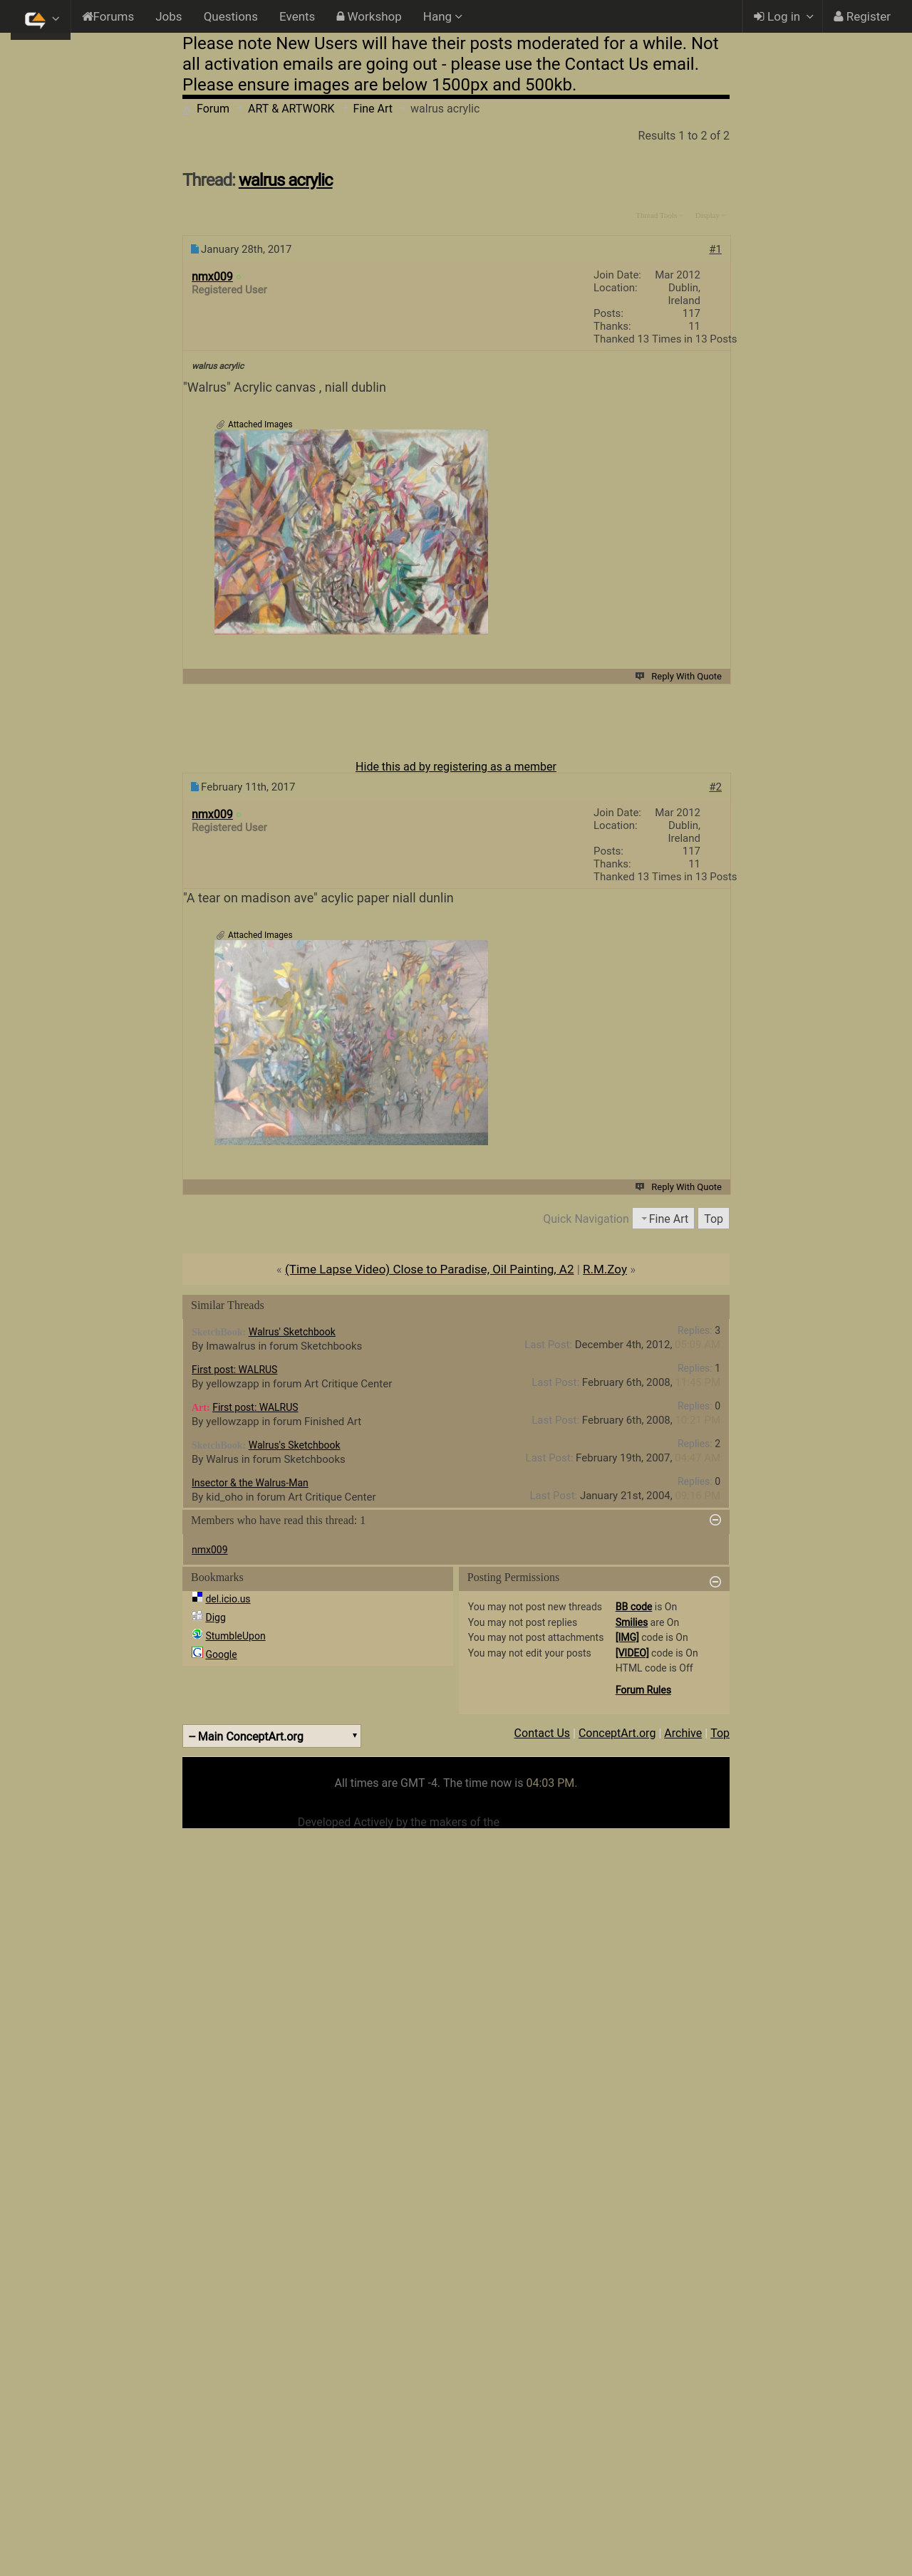 Forums Jobs Questions Events Workshop Hang Log in Register
Please note New Users will have their posts moderated for a while. Not
all activation emails are going out - please use the Contact Us email.
Please ensure images are below 1500px and 500kb.
Forum ART & ARTWORK Fine Art walrus acrylic
Results 1 to 2 of 2
Thread: walrus acrylic
Thread Tools Display
January 28th, 2017 #1
nmx009
Registered User
Join Date: Mar 2012
Location: Dublin,
Ireland
Posts: 117
Thanks: 11
Thanked 13 Times in 13 Posts
walrus acrylic
"Walrus" Acrylic canvas , niall dublin
Attached Images
Reply With Quote
Hide this ad by registering as a member
February 11th, 2017 #2
nmx009
Registered User
Join Date: Mar 2012
Location: Dublin,
Ireland
Posts: 117
Thanks: 11
Thanked 13 Times in 13 Posts
"A tear on madison ave" acylic paper niall dunlin
Attached Images
Reply With Quote
Quick Navigation Fine Art Top
« (Time Lapse Video) Close to Paradise, Oil Painting, A2 | R.M.Zoy »
Similar Threads
SketchBook: Walrus' Sketchbook Replies: 3
By Imawalrus in forum Sketchbooks Last Post: December 4th, 2012,
First post: WALRUS Replies: 1
By yellowzapp in forum Art Critique Center Last Post: February 6th, 2008, 11:43 PM
Art: First post: WALRUS Replies: 0
By yellowzapp in forum Finished Art Last Post: February 6th, 2008, 10:21 PM
SketchBook: Walrus's Sketchbook Replies: 2
By Walrus in forum Sketchbooks Last Post: February 19th, 2007, 04:47 AM
Insector & the Walrus-Man Replies: 0
By kid_oho in forum Art Critique Center Last Post: January 21st, 2004,
Members who have read this thread: 1
nmx009
Bookmarks
del.icio.us
Digg
StumbleUpon
Google
Posting Permissions
You may not post new threads
You may not post replies
You may not post attachments
You may not edit your posts
BB code is On
Smilies are On
[IMG] code is On
[VIDEO] code is On
HTML code is Off
Forum Rules
-- Main ConceptArt.org
Contact Us | ConceptArt.org | Archive | Top
All times are GMT -4. The time now is 04:03 PM.
Developed Actively by the makers of the